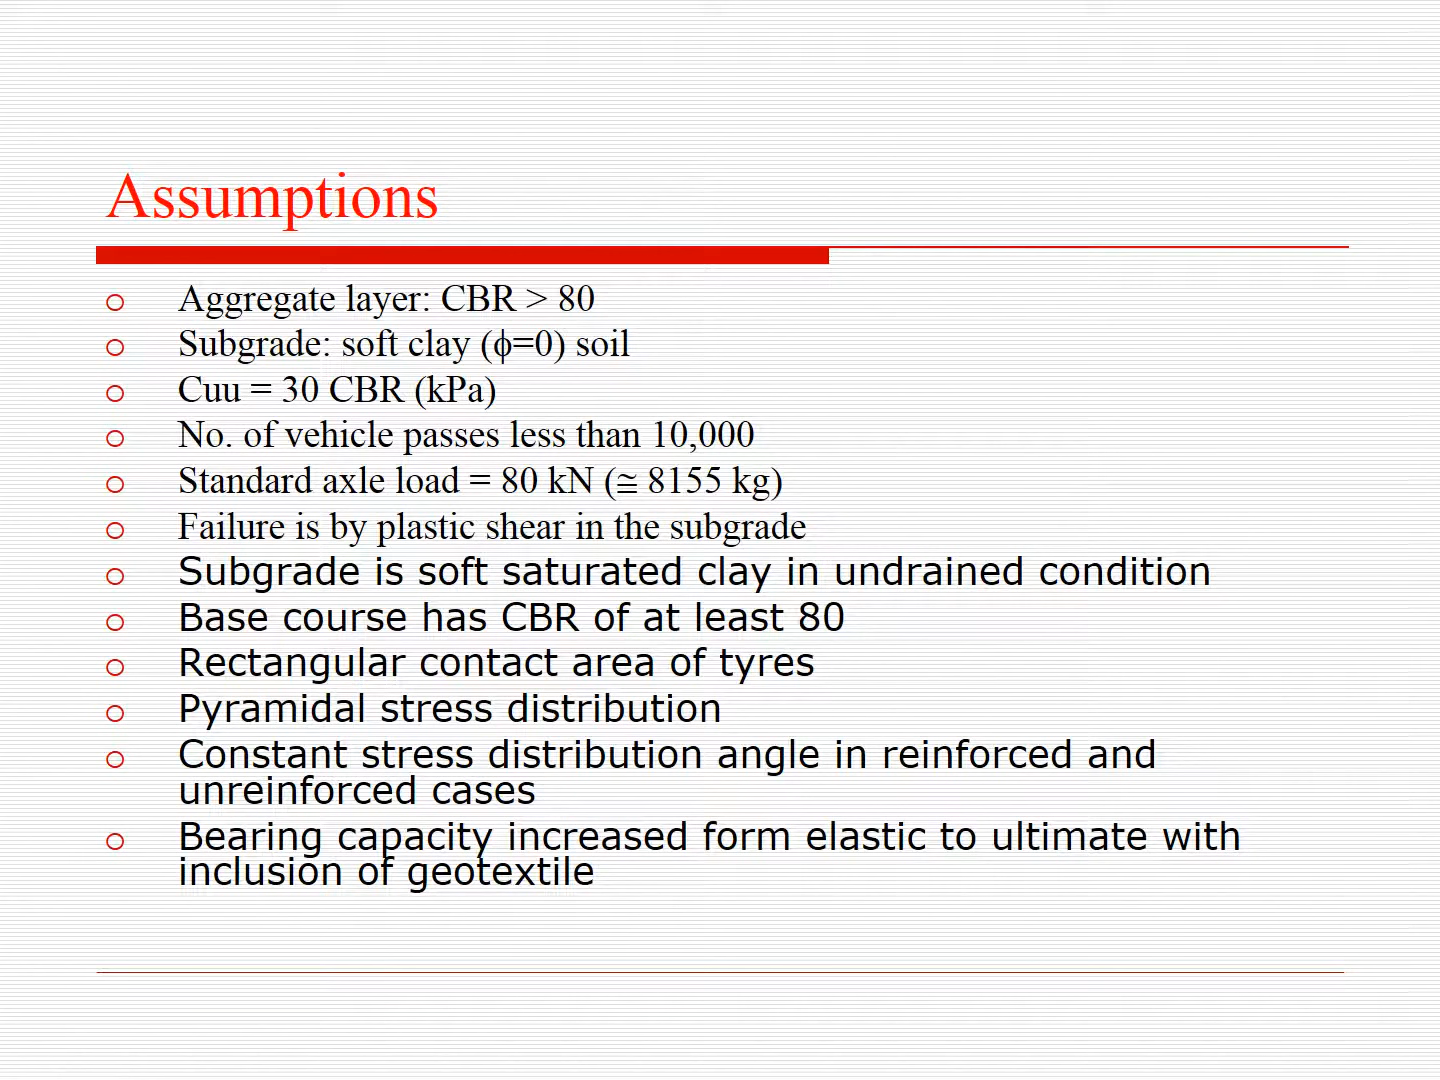 Assumptions
Aggregate layer: CBR > 80
Subgrade: soft clay (ϕ=0) soil
Cuu = 30 CBR (kPa)
No. of vehicle passes less than 10,000
Standard axle load = 80 kN (≅ 8155 kg)
Failure is by plastic shear in the subgrade
Subgrade is soft saturated clay in undrained condition
Base course has CBR of at least 80
Rectangular contact area of tyres
Pyramidal stress distribution
Constant stress distribution angle in reinforced and
unreinforced cases
Bearing capacity increased form elastic to ultimate with
inclusion of geotextile